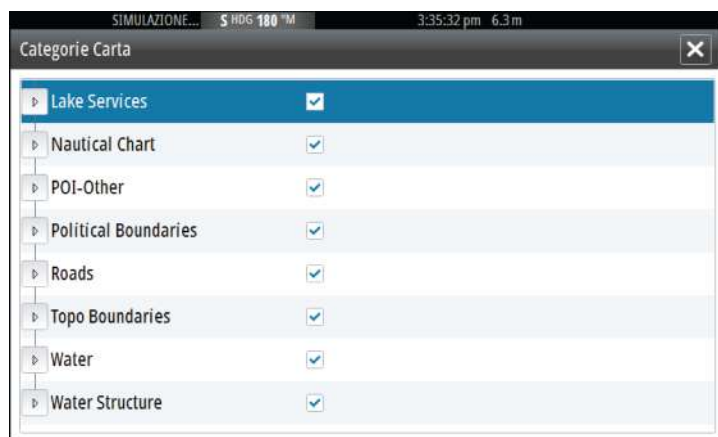 SIMULAZIONE... S HDG 180 °M 3:35:32 pm 6.3 m
Categorie Carta
Lake Services
Nautical Chart
POI-Other
Political Boundaries
Roads
Topo Boundaries
Water
Water Structure